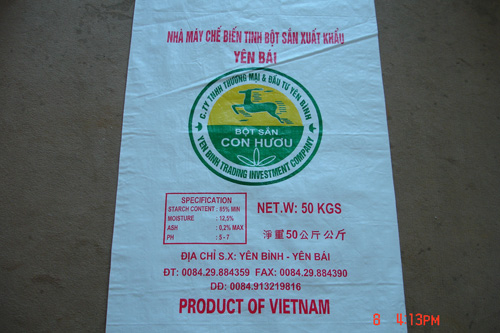 NHÀ MÁY CHẾ BIẾN TINH BỘT SẮN XUẤT KHẨU
YÊN BÁI
C.TY TNHH THƯƠNG MẠI & ĐẦU TƯ YÊN BÌNH
BỘT SẮN
CON HƯƠU
YEN BINH TRADING INVESTMENT COMPANY
SPECIFICATION
STARCH CONTENT : 85% MIN
MOISTURE : 12,5%
ASH : 0,2% MAX
PH : 5 - 7
NET.W: 50 KGS
淨重50公斤公斤
ĐỊA CHỈ S.X: YÊN BÌNH - YÊN BÁI
ĐT: 0084.29.884359 FAX: 0084.29.884390
DĐ: 0084.913219816
PRODUCT OF VIETNAM
8 4:13PM